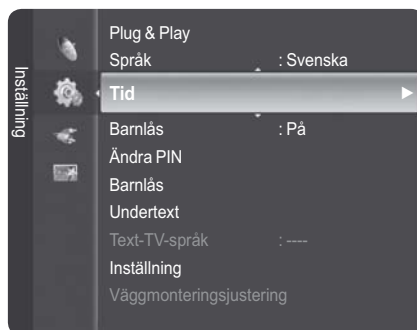 Inställning
Plug & Play
Språk : Svenska
Tid
Barnlås : På
Ändra PIN
Barnlås
Undertext
Text-TV-språk : ----
Inställning
Väggmonteringsjustering